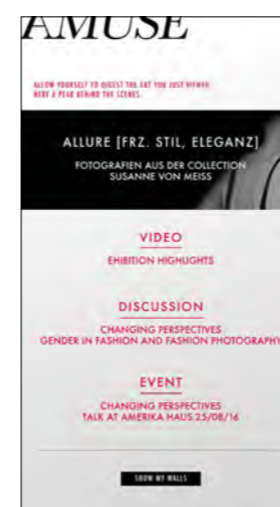 AMUSE
ALLOW YOURSELF TO DIGEST THE ART YOU JUST VIEWED.
HERE A PEAK BEHIND THE SCENES.
ALLURE [FRZ. STIL, ELEGANZ]
FOTOGRAFIEN AUS DER COLLECTION
SUSANNE VON MEISS
VIDEO
EHIBITION HIGHLIGHTS
DISCUSSION
CHANGING PERSPECTIVES
GENDER IN FASHION AND FASHION PHOTOGRAPHY
EVENT
CHANGING PERSPECTIVES
TALK AT AMERIKA HAUS 25/08/16
SHOW MY WALLS